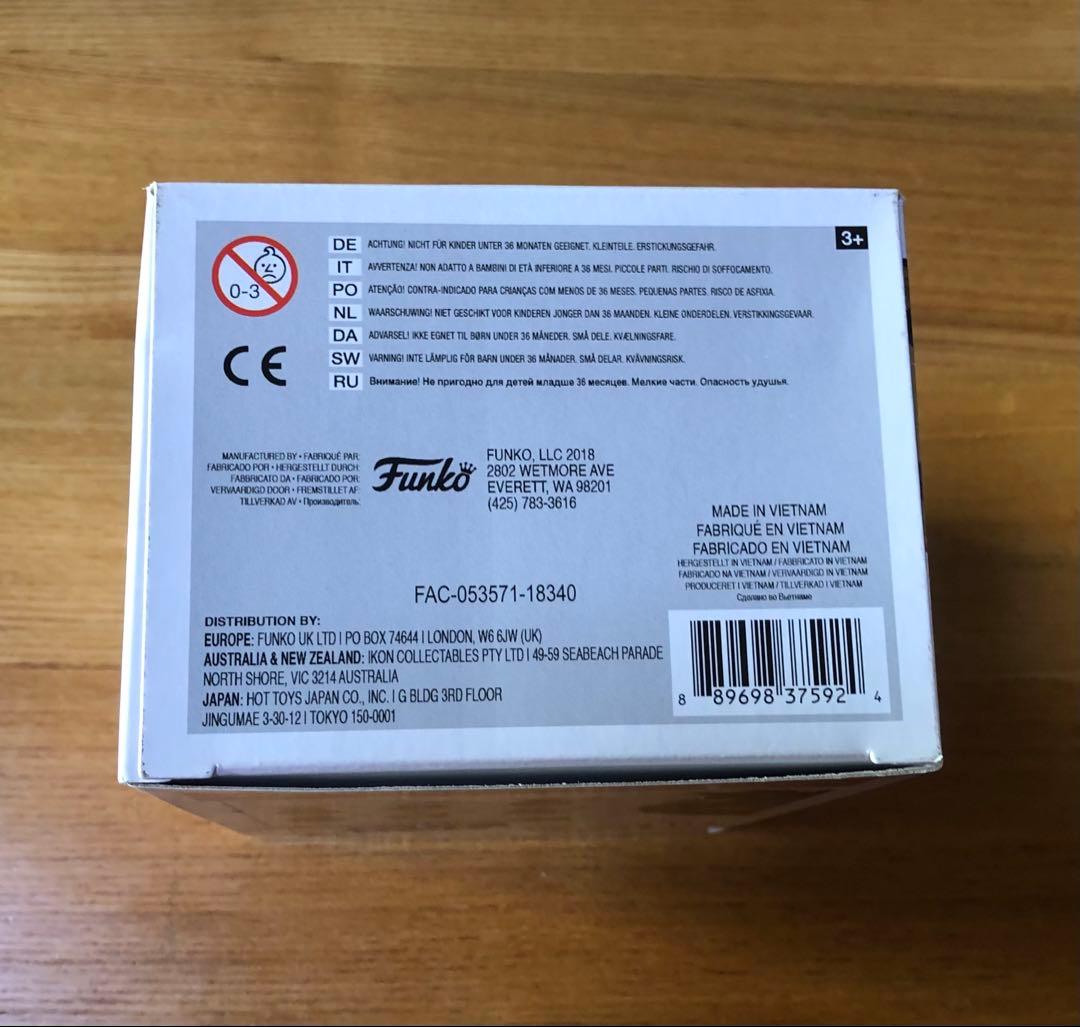 0-3
DE ACHTUNG! NICHT FÜR KINDER UNTER 36 MONATEN GEEIGNET. KLEINTEILE. ERSTICKUNGSGEFAHR.
3+
IT AVVERTENZA! NON ADATTO A BAMBINI DI ETÀ INFERIORE A 36 MESI. PICCOLE PARTI. RISCHIO DI SOFFOCAMENTO.
PO ATENÇÃO! CONTRA-INDICADO PARA CRIANÇAS COM MENOS DE 36 MESES. PEQUENAS PARTES. RISCO DE ASFIXIA.
NL WAARSCHUWING! NIET GESCHIKT VOOR KINDEREN JONGER DAN 36 MAANDEN. KLEINE ONDERDELEN. VERSTIKKINGSGEVAAR.
DA ADVARSEL! IKKE EGNET TIL BØRN UNDER 36 MÅNEDER. SMÅ DELE. KVÆLNINGSFARE.
SW VARNING! INTE LÄMPLIG FÖR BARN UNDER 36 MÅNADER. SMÅ DELAR. KVÄVNINGSRISK.
RU Внимание! Не пригодно для детей младше 36 месяцев. Мелкие части. Опасность удушья.
CE
MANUFACTURED BY • FABRIQUÉ PAR:
FABRICADO POR • HERGESTELLT DURCH:
FABBRICATO DA • FABRICADO POR:
VERVAARDIGD DOOR • FREMSTILLET AF:
TILLVERKAD AV • Производитель:
Funko
FUNKO, LLC 2018
2802 WETMORE AVE
EVERETT, WA 98201
(425) 783-3616
MADE IN VIETNAM
FABRIQUÉ EN VIETNAM
FABRICADO EN VIETNAM
HERGESTELLT IN VIETNAM / FABBRICATO IN VIETNAM
FABRICADO NA VIETNAM / VERVAARDIGD IN VIETNAM
PRODUCERET I VIETNAM / TILLVERKAD I VIETNAM
Сделано во Вьетнаме
FAC-053571-18340
DISTRIBUTION BY:
EUROPE: FUNKO UK LTD | PO BOX 74644 | LONDON, W6 6JW (UK)
AUSTRALIA & NEW ZEALAND: IKON COLLECTABLES PTY LTD | 49-59 SEABEACH PARADE
NORTH SHORE, VIC 3214 AUSTRALIA
JAPAN: HOT TOYS JAPAN CO., INC. | G BLDG 3RD FLOOR
JINGUMAE 3-30-12 | TOKYO 150-0001
8 89698 37592 4